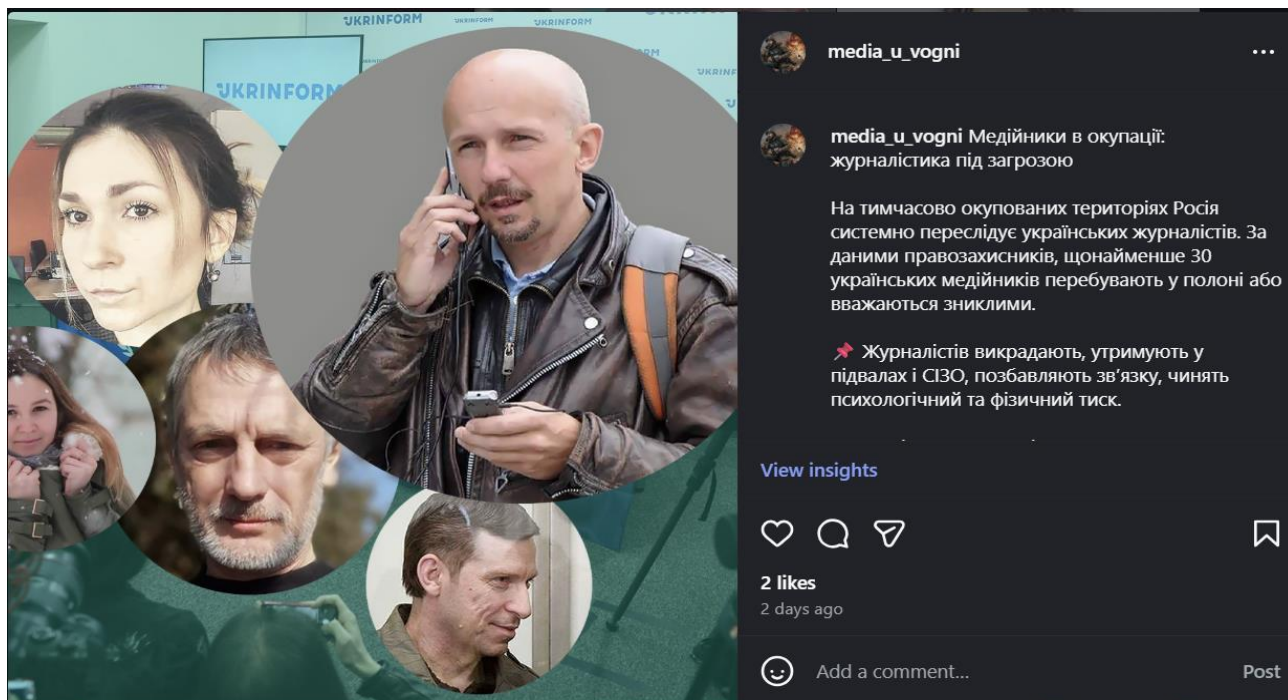 UKRINFORM
UKRINFORM
UKRINFORM
UKRINFORM
media_u_vogni
media_u_vogni Медійники в окупації:
журналістика під загрозою
На тимчасово окупованих територіях Росія
системно переслідує українських журналістів. За
даними правозахисників, щонайменше 30
українських медійників перебувають у полоні або
вважаються зниклими.
📌 Журналістів викрадають, утримують у
підвалах і СІЗО, позбавляють зв’язку, чинять
психологічний та фізичний тиск.
View insights
2 likes
2 days ago
Add a comment...
Post